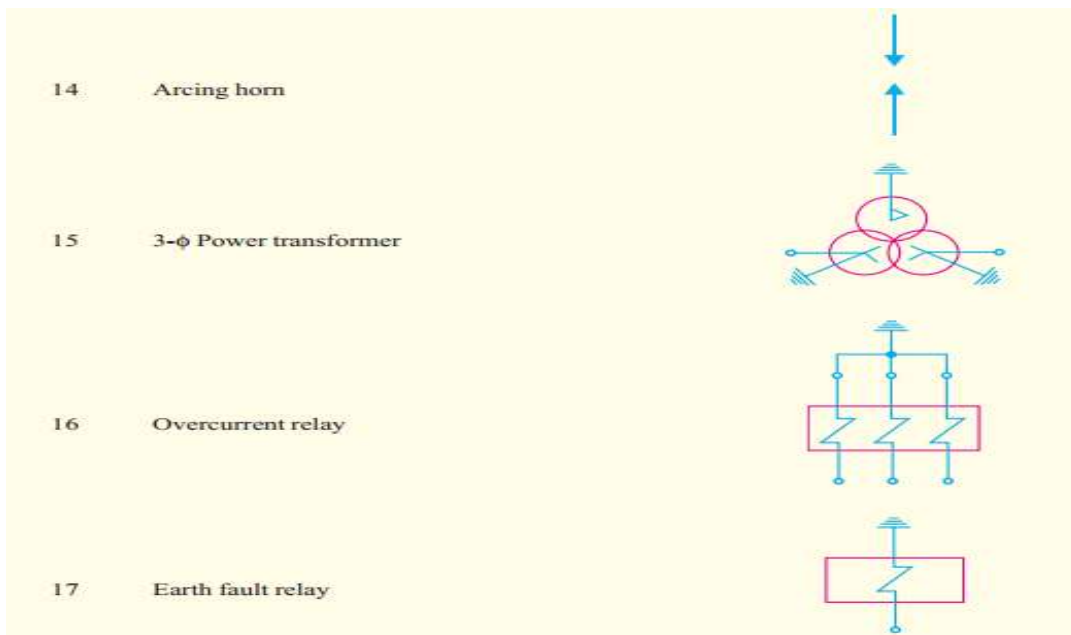 14 Arcing horn
15 3-ϕ Power transformer
16 Overcurrent relay
17 Earth fault relay